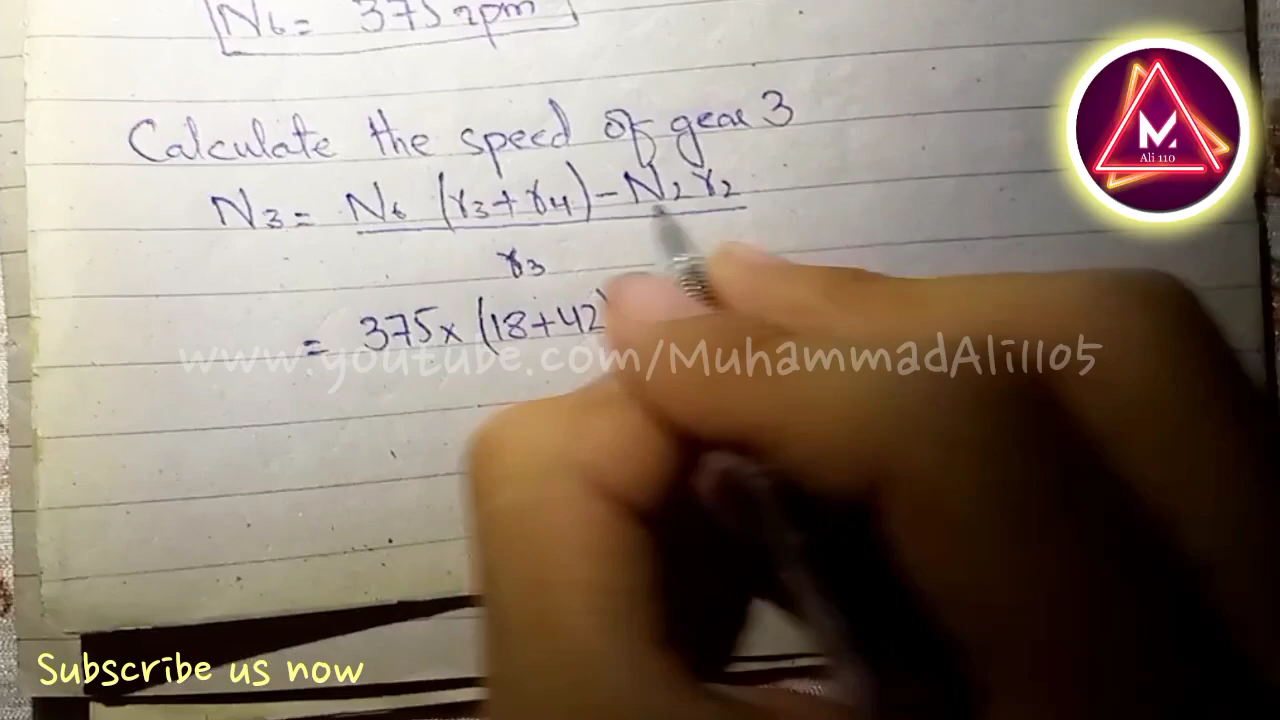 N6 = 375 rpm
Calculate the speed of gear 3
N3 = N6 (r3 + r4) - N2 r2
r3
= 375 x (18+42)
www.youtube.com/MuhammadAli1105
M
Ali 110
Subscribe us now